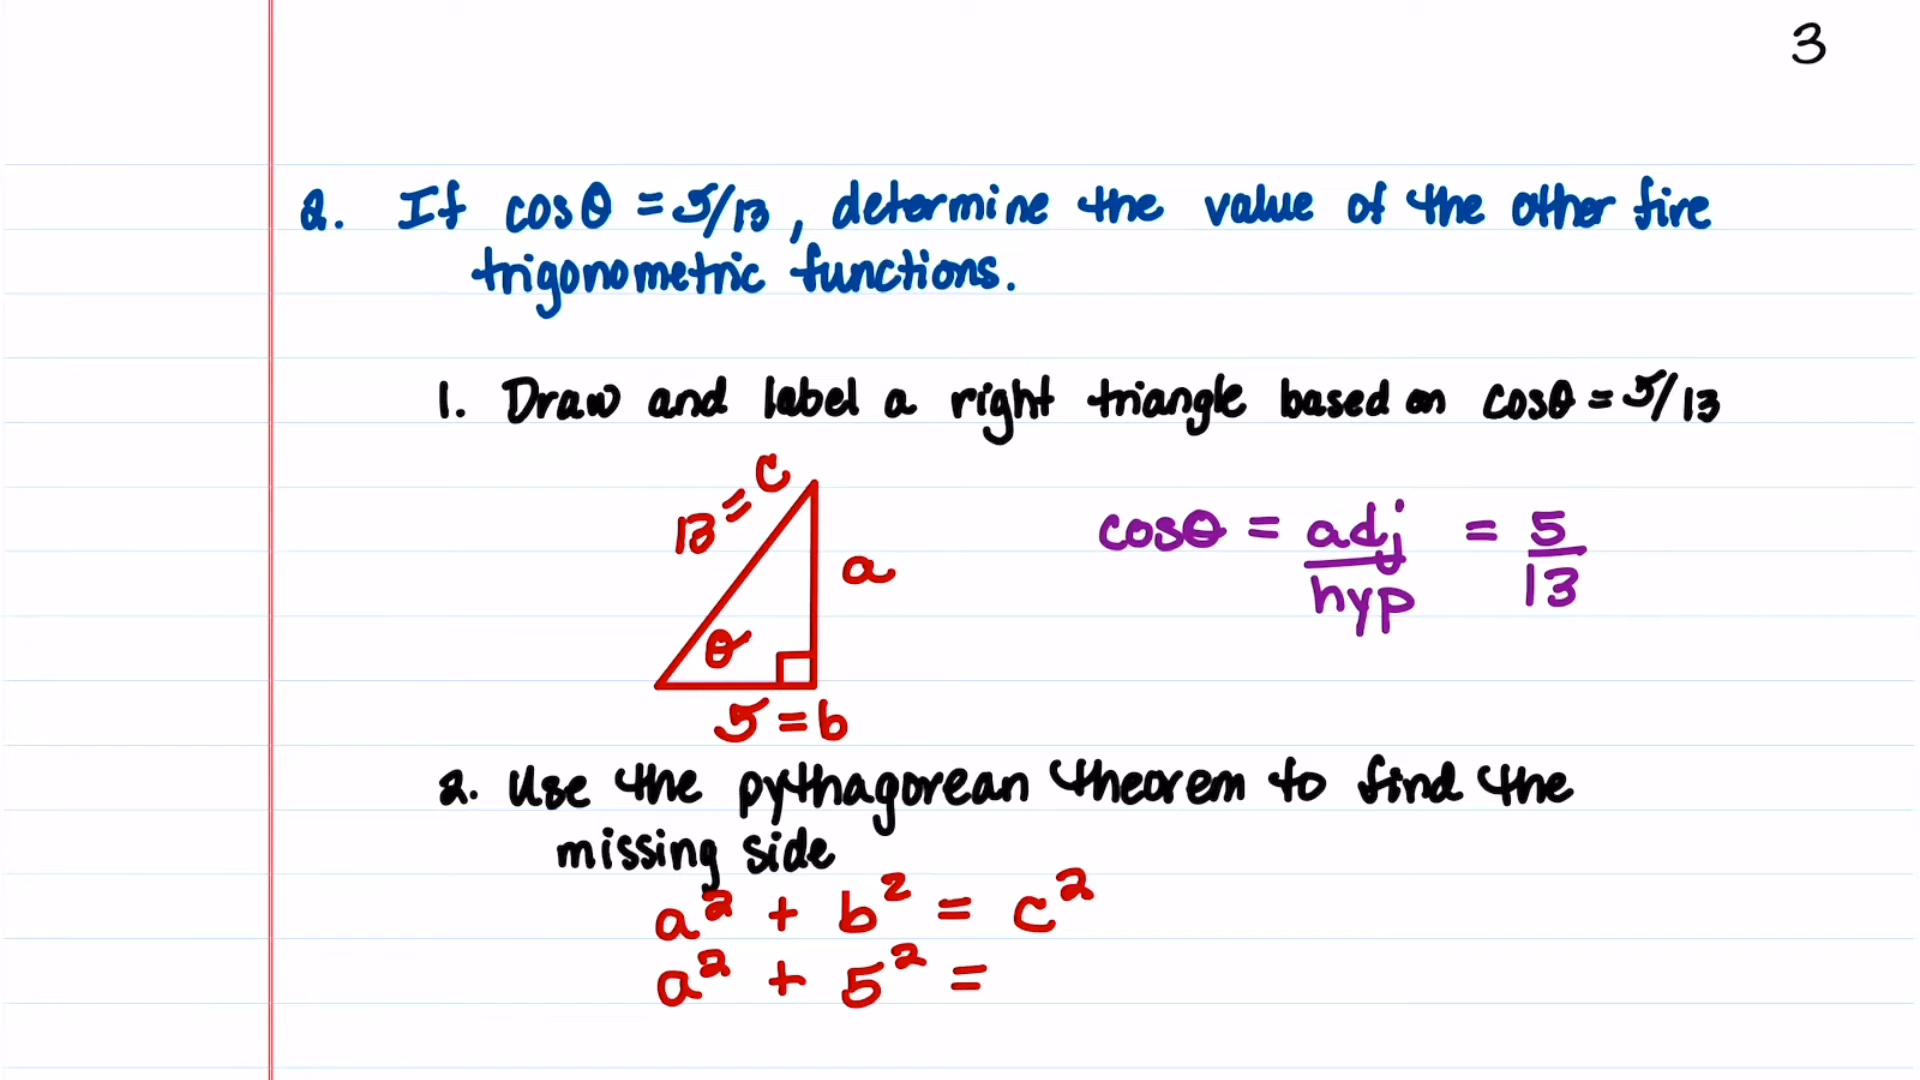 3
2. If cosθ = 5/13, determine the value of the other five
trigonometric functions.
1. Draw and label a right triangle based on cosθ = 5/13
13 = c
a
θ
5 = b
cosθ = adj/hyp = 5/13
2. Use the pythagorean theorem to find the
missing side
a² + b² = c²
a² + 5² =